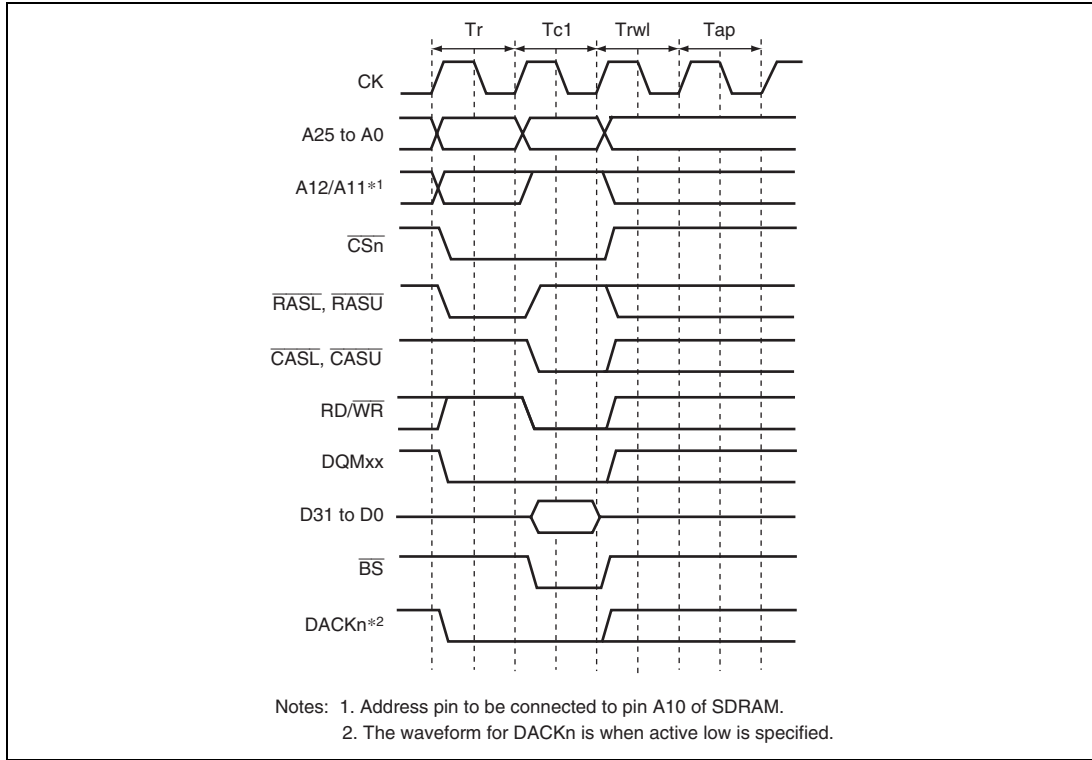 Tr Tc1 Trwl Tap
CK
A25 to A0
A12/A11*1
CSn
RASL, RASU
CASL, CASU
RD/WR
DQMxx
D31 to D0
BS
DACKn*2
Notes: 1. Address pin to be connected to pin A10 of SDRAM.
2. The waveform for DACKn is when active low is specified.